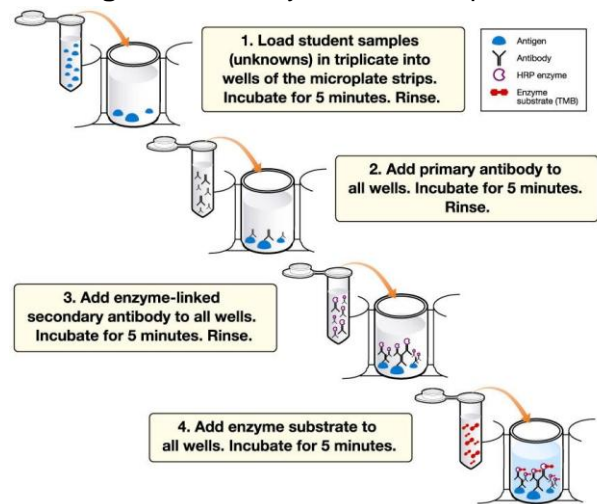 1. Load student samples
(unknowns) in triplicate into
wells of the microplate strips.
Incubate for 5 minutes. Rinse.
Antigen
Antibody
HRP enzyme
Enzyme
substrate (TMB)
2. Add primary antibody to
all wells. Incubate for 5 minutes.
Rinse.
3. Add enzyme-linked
secondary antibody to all wells.
Incubate for 5 minutes. Rinse.
4. Add enzyme substrate to
all wells. Incubate for 5 minutes.